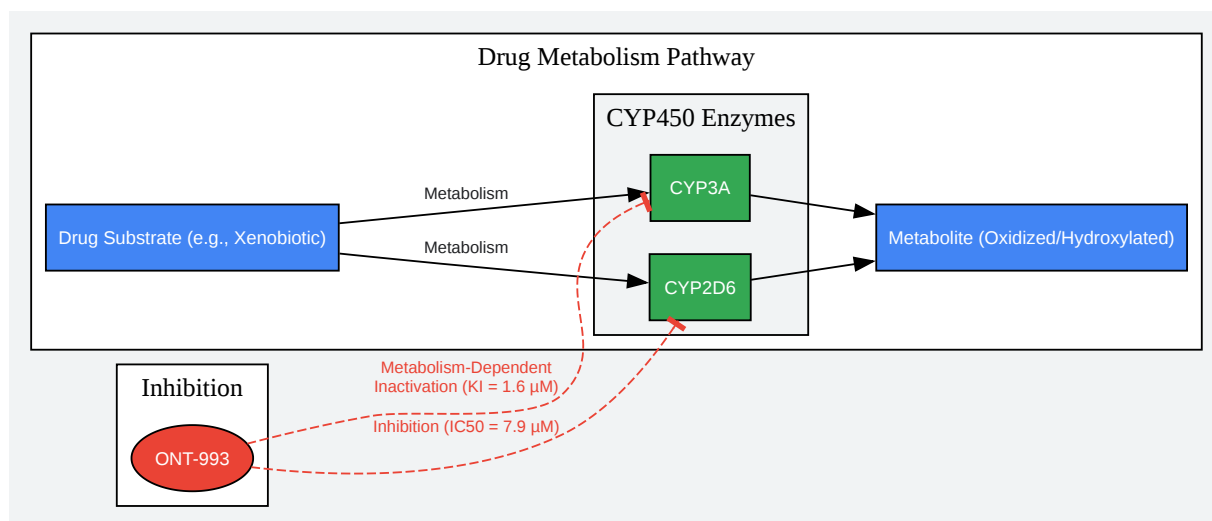 Drug Metabolism Pathway
CYP450 Enzymes
Metabolism
CYP3A
Drug Substrate (e.g., Xenobiotic)
Metabolite (Oxidized/Hydroxylated)
Metabolism
CYP2D6
Metabolism-Dependent
Inactivation (KI = 1.6 µM)
Inhibition
Inhibition (IC50 = 7.9 µM)
ONT-993